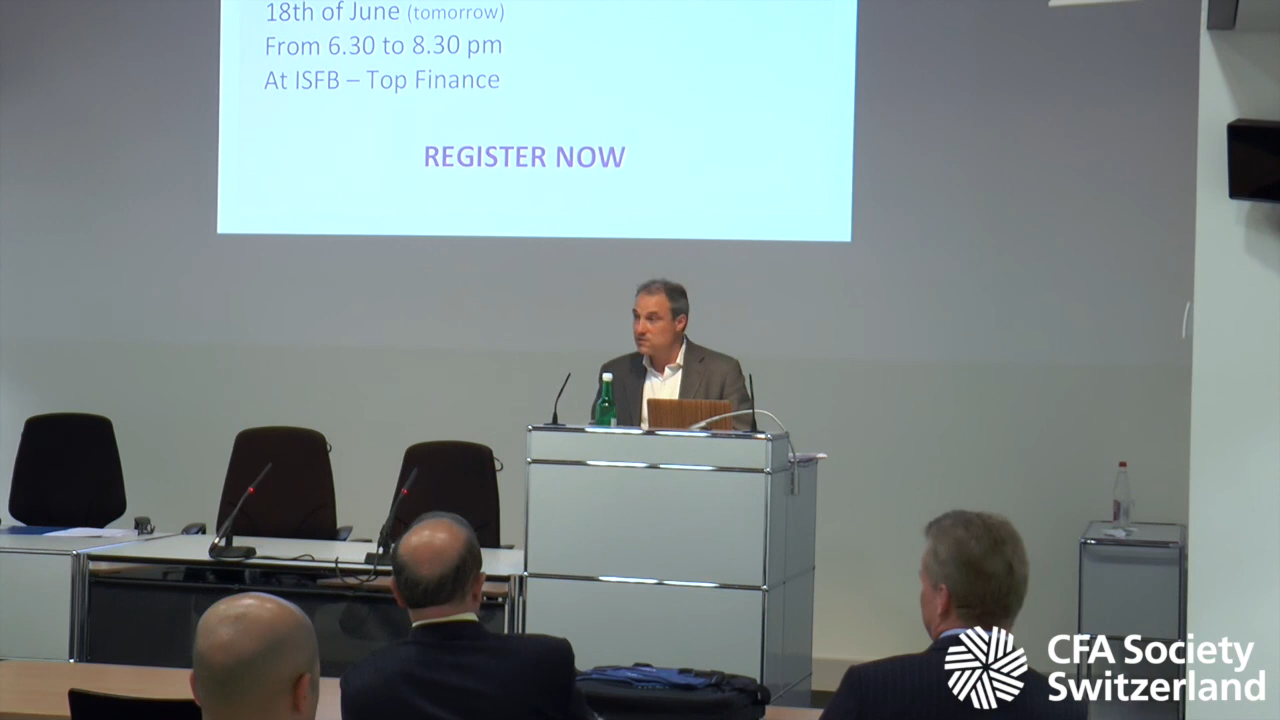 18th of June (tomorrow)
From 6.30 to 8.30 pm
At ISFB – Top Finance
REGISTER NOW
CFA Society
Switzerland